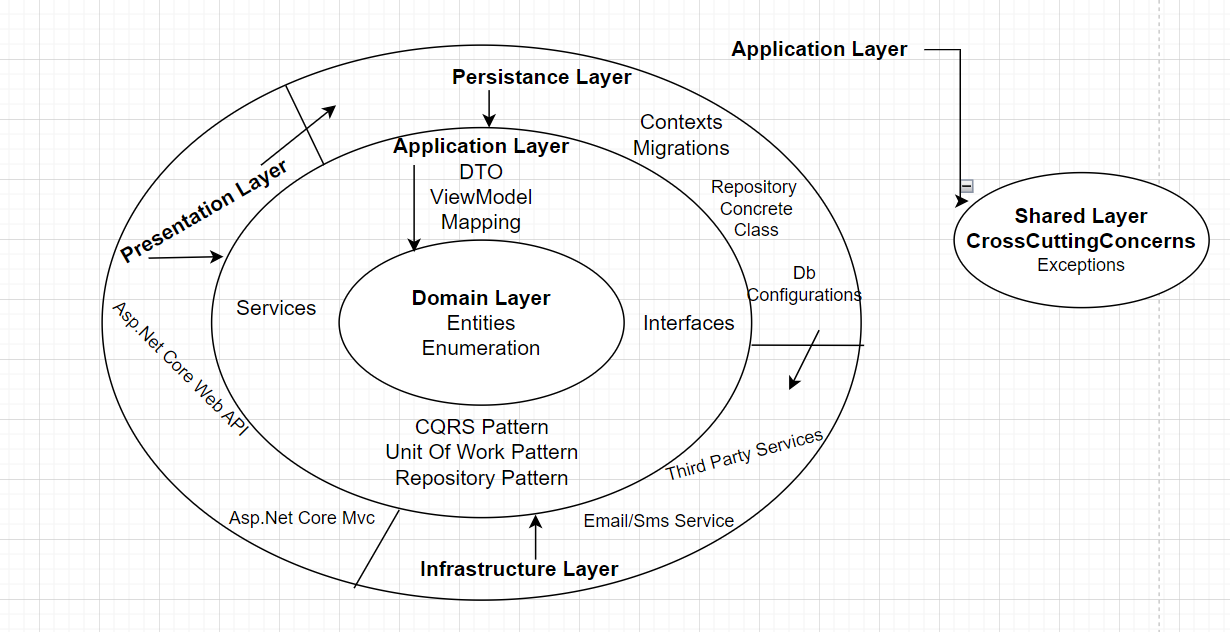 Application Layer
Persistance Layer
Contexts
Migrations
Application Layer
DTO
ViewModel
Mapping
Presentation Layer
Repository
Concrete
Class
Shared Layer
CrossCuttingConcerns
Exceptions
Db
Configurations
Domain Layer
Entities
Enumeration
Services
Interfaces
Asp.Net Core Web API
CQRS Pattern
Unit Of Work Pattern
Repository Pattern
Third Party Services
Asp.Net Core Mvc
Email/Sms Service
Infrastructure Layer